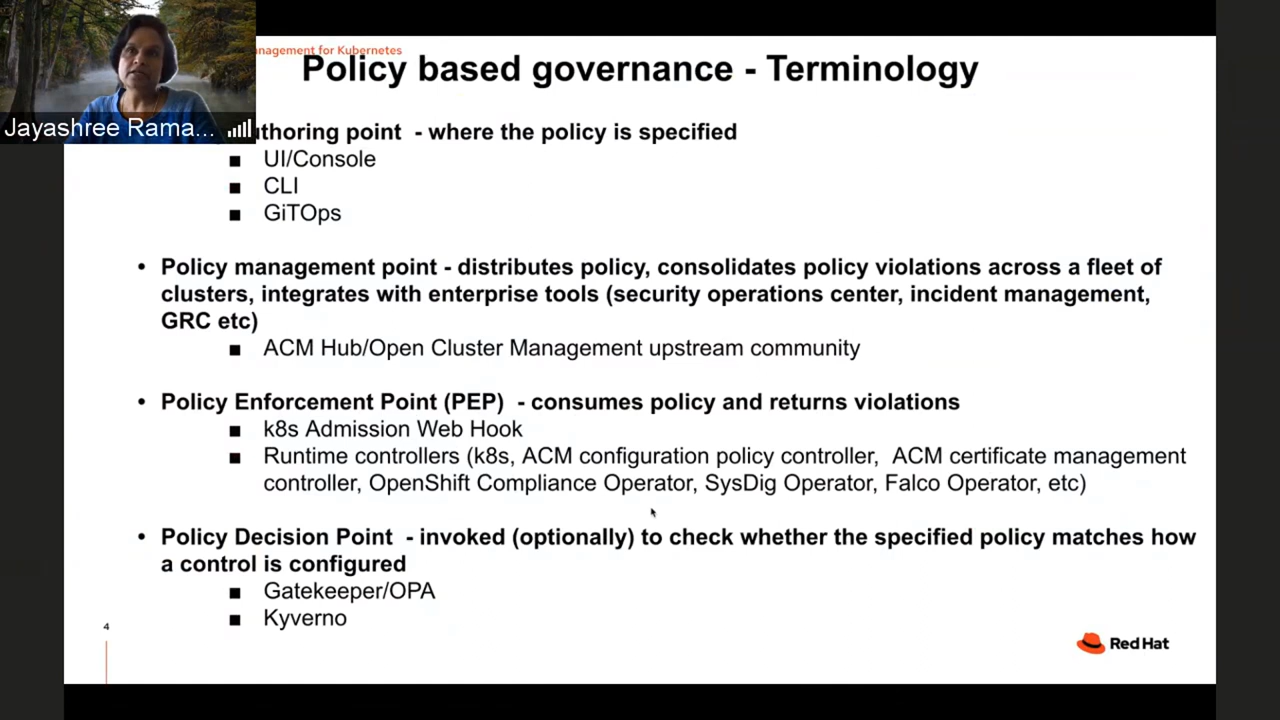 nagement for Kubernetes
Policy based governance - Terminology
Jayashree Rama...
uthoring point - where the policy is specified
■ UI/Console
■ CLI
■ GiTOps
• Policy management point - distributes policy, consolidates policy violations across a fleet of
clusters, integrates with enterprise tools (security operations center, incident management,
GRC etc)
■ ACM Hub/Open Cluster Management upstream community
• Policy Enforcement Point (PEP) - consumes policy and returns violations
■ k8s Admission Web Hook
■ Runtime controllers (k8s, ACM configuration policy controller, ACM certificate management
controller, OpenShift Compliance Operator, SysDig Operator, Falco Operator, etc)
• Policy Decision Point - invoked (optionally) to check whether the specified policy matches how
a control is configured
■ Gatekeeper/OPA
■ Kyverno
4
Red Hat